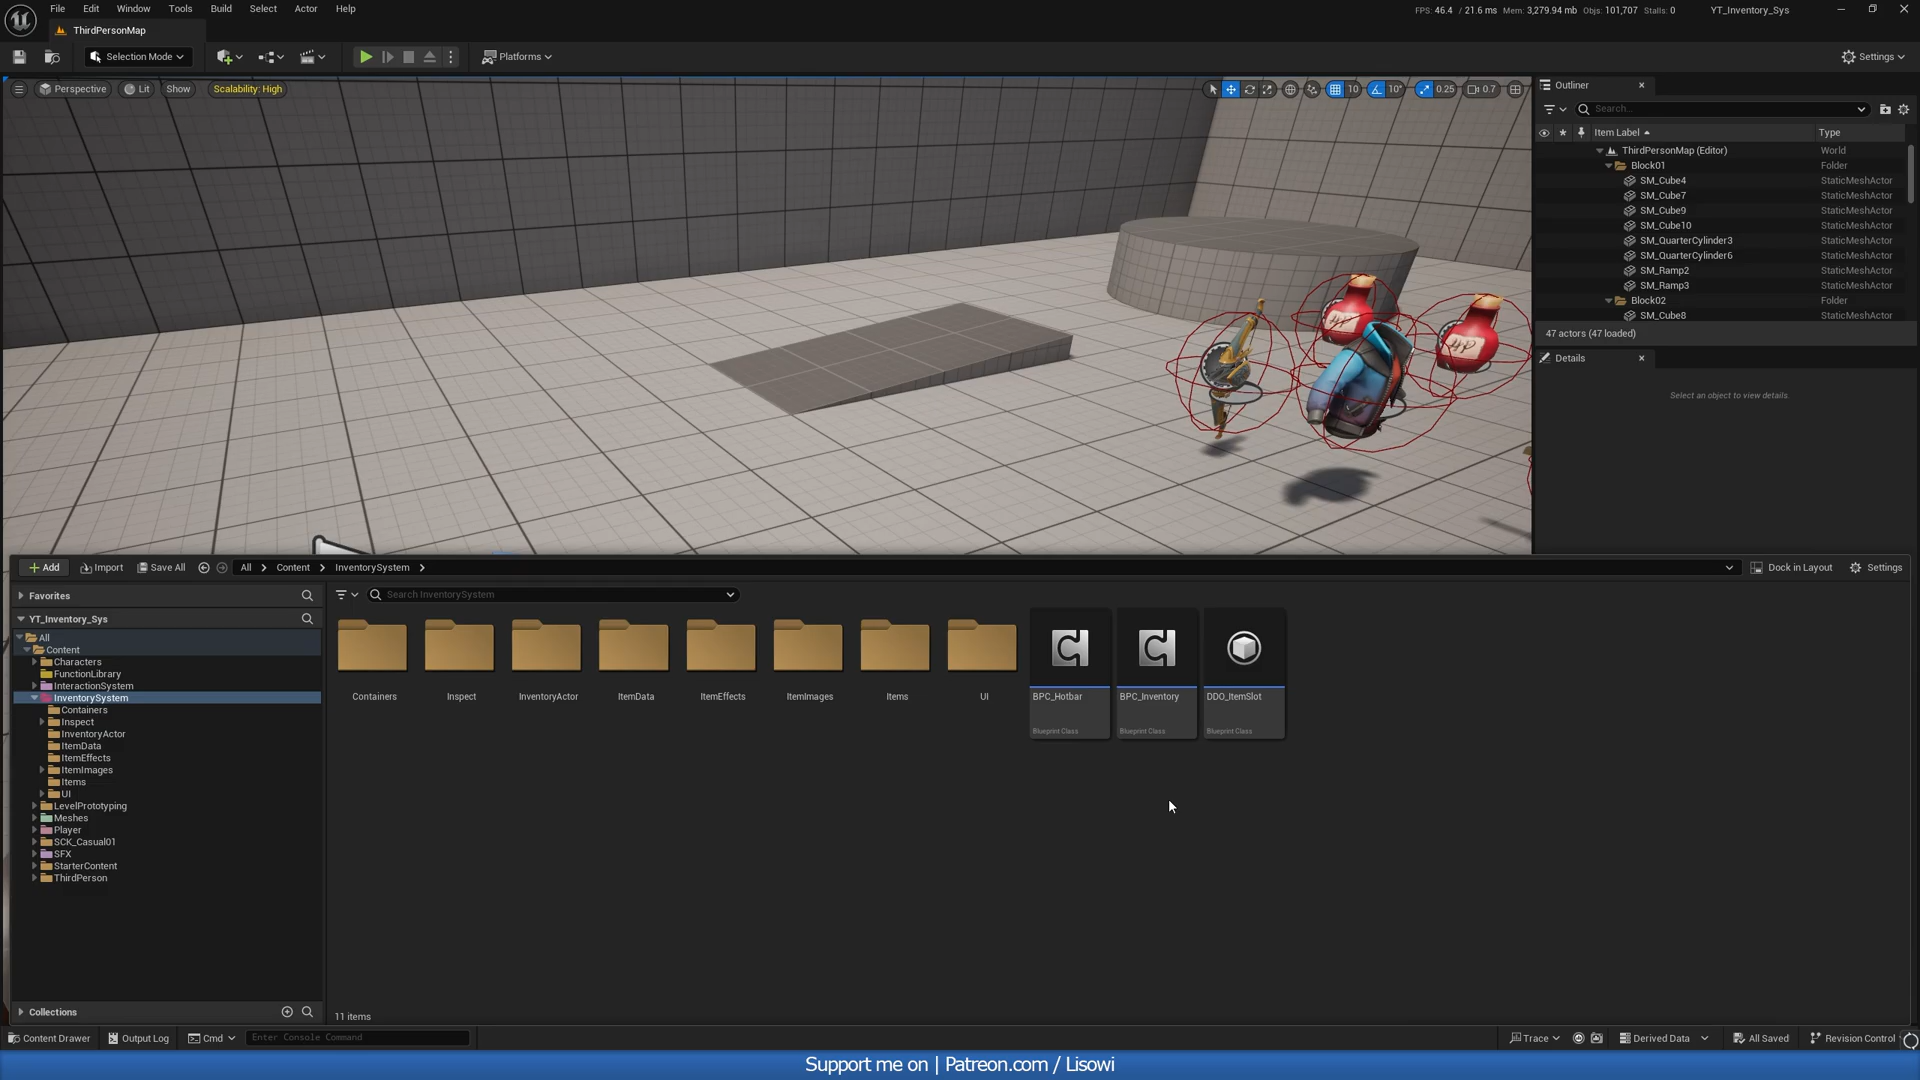 File Edit Window Tools Build Select Actor Help
FPS: 46.4 / 21.6 ms Mem: 3,279.94 mb Objs: 101,707 Stalls: 0
YT_Inventory_Sys
ThirdPersonMap
Selection Mode
Platforms
Settings
Perspective
Lit
Show
Scalability: High
10
10°
0.25
0.7
Outliner
Search...
Item Label
Type
ThirdPersonMap (Editor) World
Block01 Folder
SM_Cube4 StaticMeshActor
SM_Cube7 StaticMeshActor
SM_Cube9 StaticMeshActor
SM_Cube10 StaticMeshActor
SM_QuarterCylinder3 StaticMeshActor
SM_QuarterCylinder6 StaticMeshActor
SM_Ramp2 StaticMeshActor
SM_Ramp3 StaticMeshActor
Block02 Folder
SM_Cube8 StaticMeshActor
47 actors (47 loaded)
Details
Select an object to view details.
HP
HP
Add
Import
Save All
All
Content
InventorySystem
Dock in Layout
Settings
Favorites
YT_Inventory_Sys
All
Content
Characters
FunctionLibrary
InteractionSystem
InventorySystem
Containers
Inspect
InventoryActor
ItemData
ItemEffects
ItemImages
Items
UI
LevelPrototyping
Meshes
Player
SCK_Casual01
SFX
StarterContent
ThirdPerson
Collections
Search InventorySystem
Containers
Inspect
InventoryActor
ItemData
ItemEffects
ItemImages
Items
UI
BPC_Hotbar
Blueprint Class
BPC_Inventory
Blueprint Class
DDO_ItemSlot
Blueprint Class
11 items
Content Drawer
Output Log
Cmd
Enter Console Command
Trace
Derived Data
All Saved
Revision Control
Support me on | Patreon.com / Lisowi